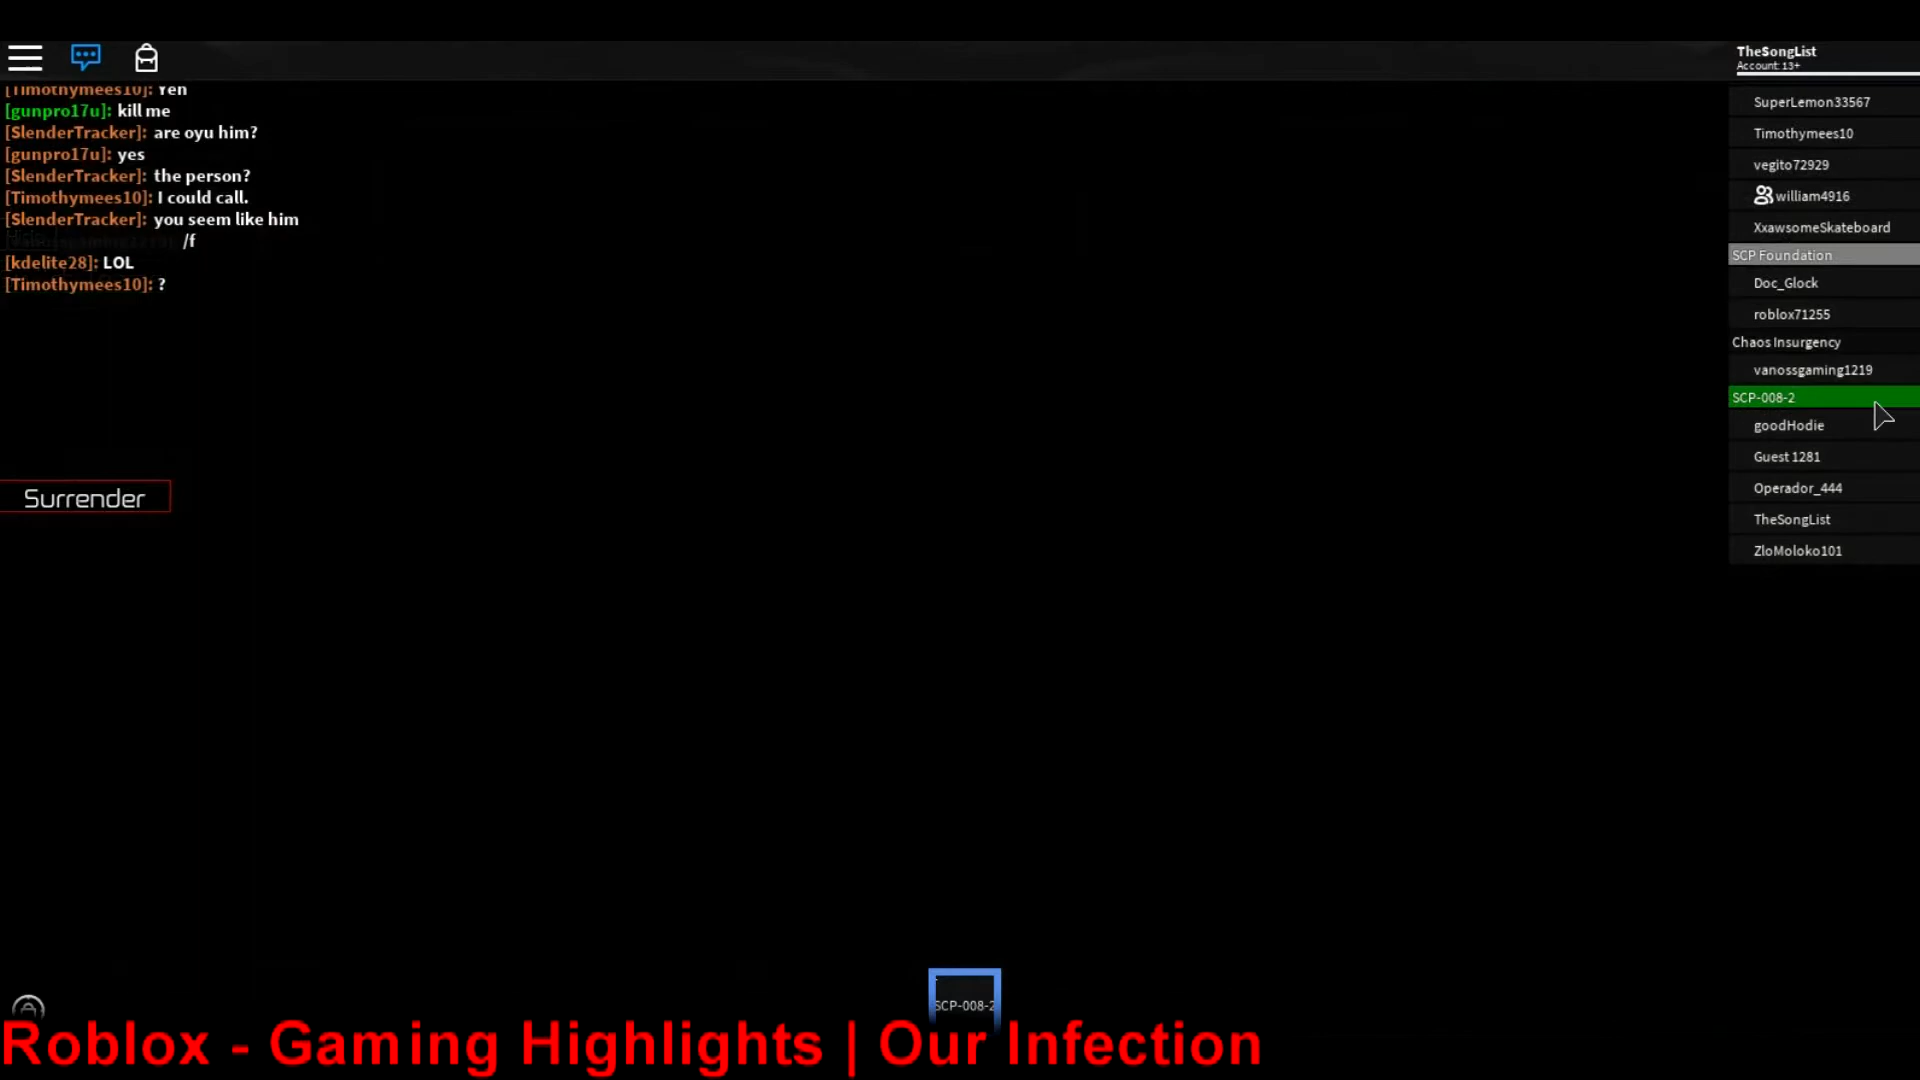 TheSongList
Account: 13+
[Timothymees10]: Yen
[gunpro17u]: kill me
[SlenderTracker]: are oyu him?
[gunpro17u]: yes
[SlenderTracker]: the person?
[Timothymees10]: I could call.
[SlenderTracker]: you seem like him
/f
[kdelite28]: LOL
[Timothymees10]: ?
SuperLemon33567
Timothymees10
vegito72929
william4916
XxawsomeSkateboard
SCP Foundation
Doc_Glock
roblox71255
Chaos Insurgency
vanossgaming1219
SCP-008-2
goodHodie
Guest 1281
Operador_444
TheSongList
ZloMoloko101
Surrender
SCP-008-2
Roblox - Gaming Highlights | Our Infection